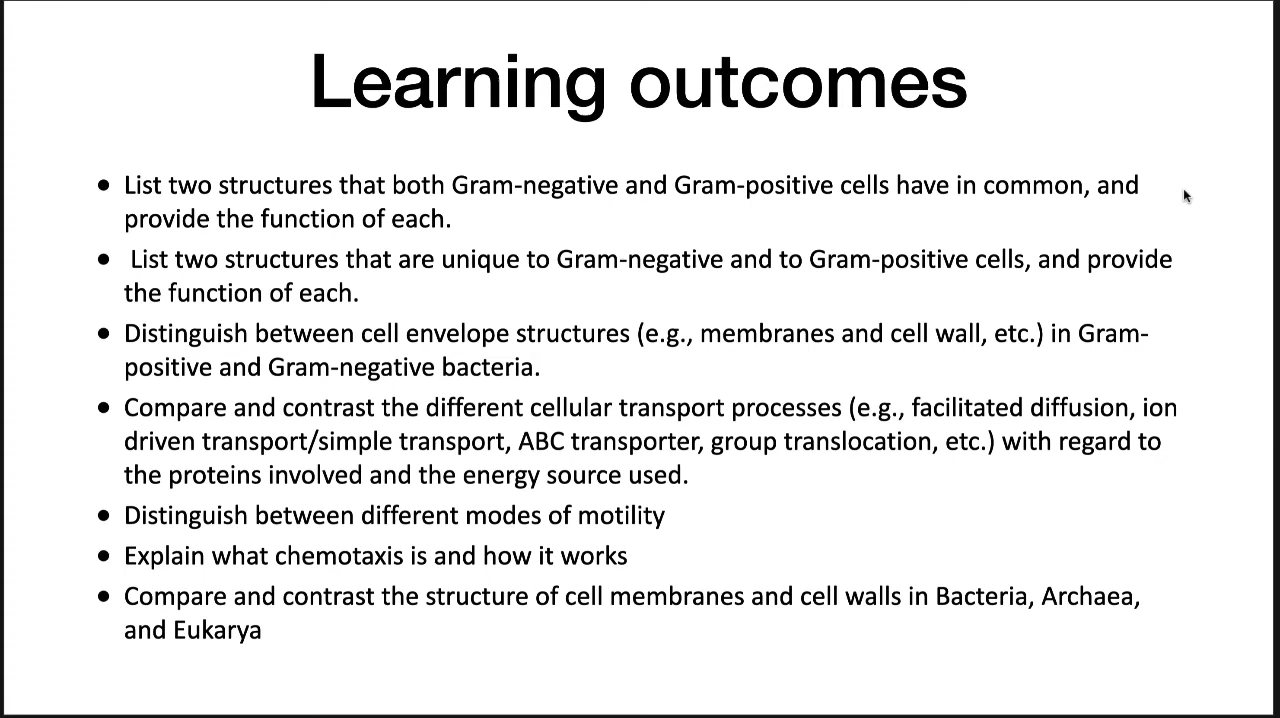 Learning outcomes
• List two structures that both Gram-negative and Gram-positive cells have in common, and
provide the function of each.
• List two structures that are unique to Gram-negative and to Gram-positive cells, and provide
the function of each.
• Distinguish between cell envelope structures (e.g., membranes and cell wall, etc.) in Gram-
positive and Gram-negative bacteria.
• Compare and contrast the different cellular transport processes (e.g., facilitated diffusion, ion
driven transport/simple transport, ABC transporter, group translocation, etc.) with regard to
the proteins involved and the energy source used.
• Distinguish between different modes of motility
• Explain what chemotaxis is and how it works
• Compare and contrast the structure of cell membranes and cell walls in Bacteria, Archaea,
and Eukarya